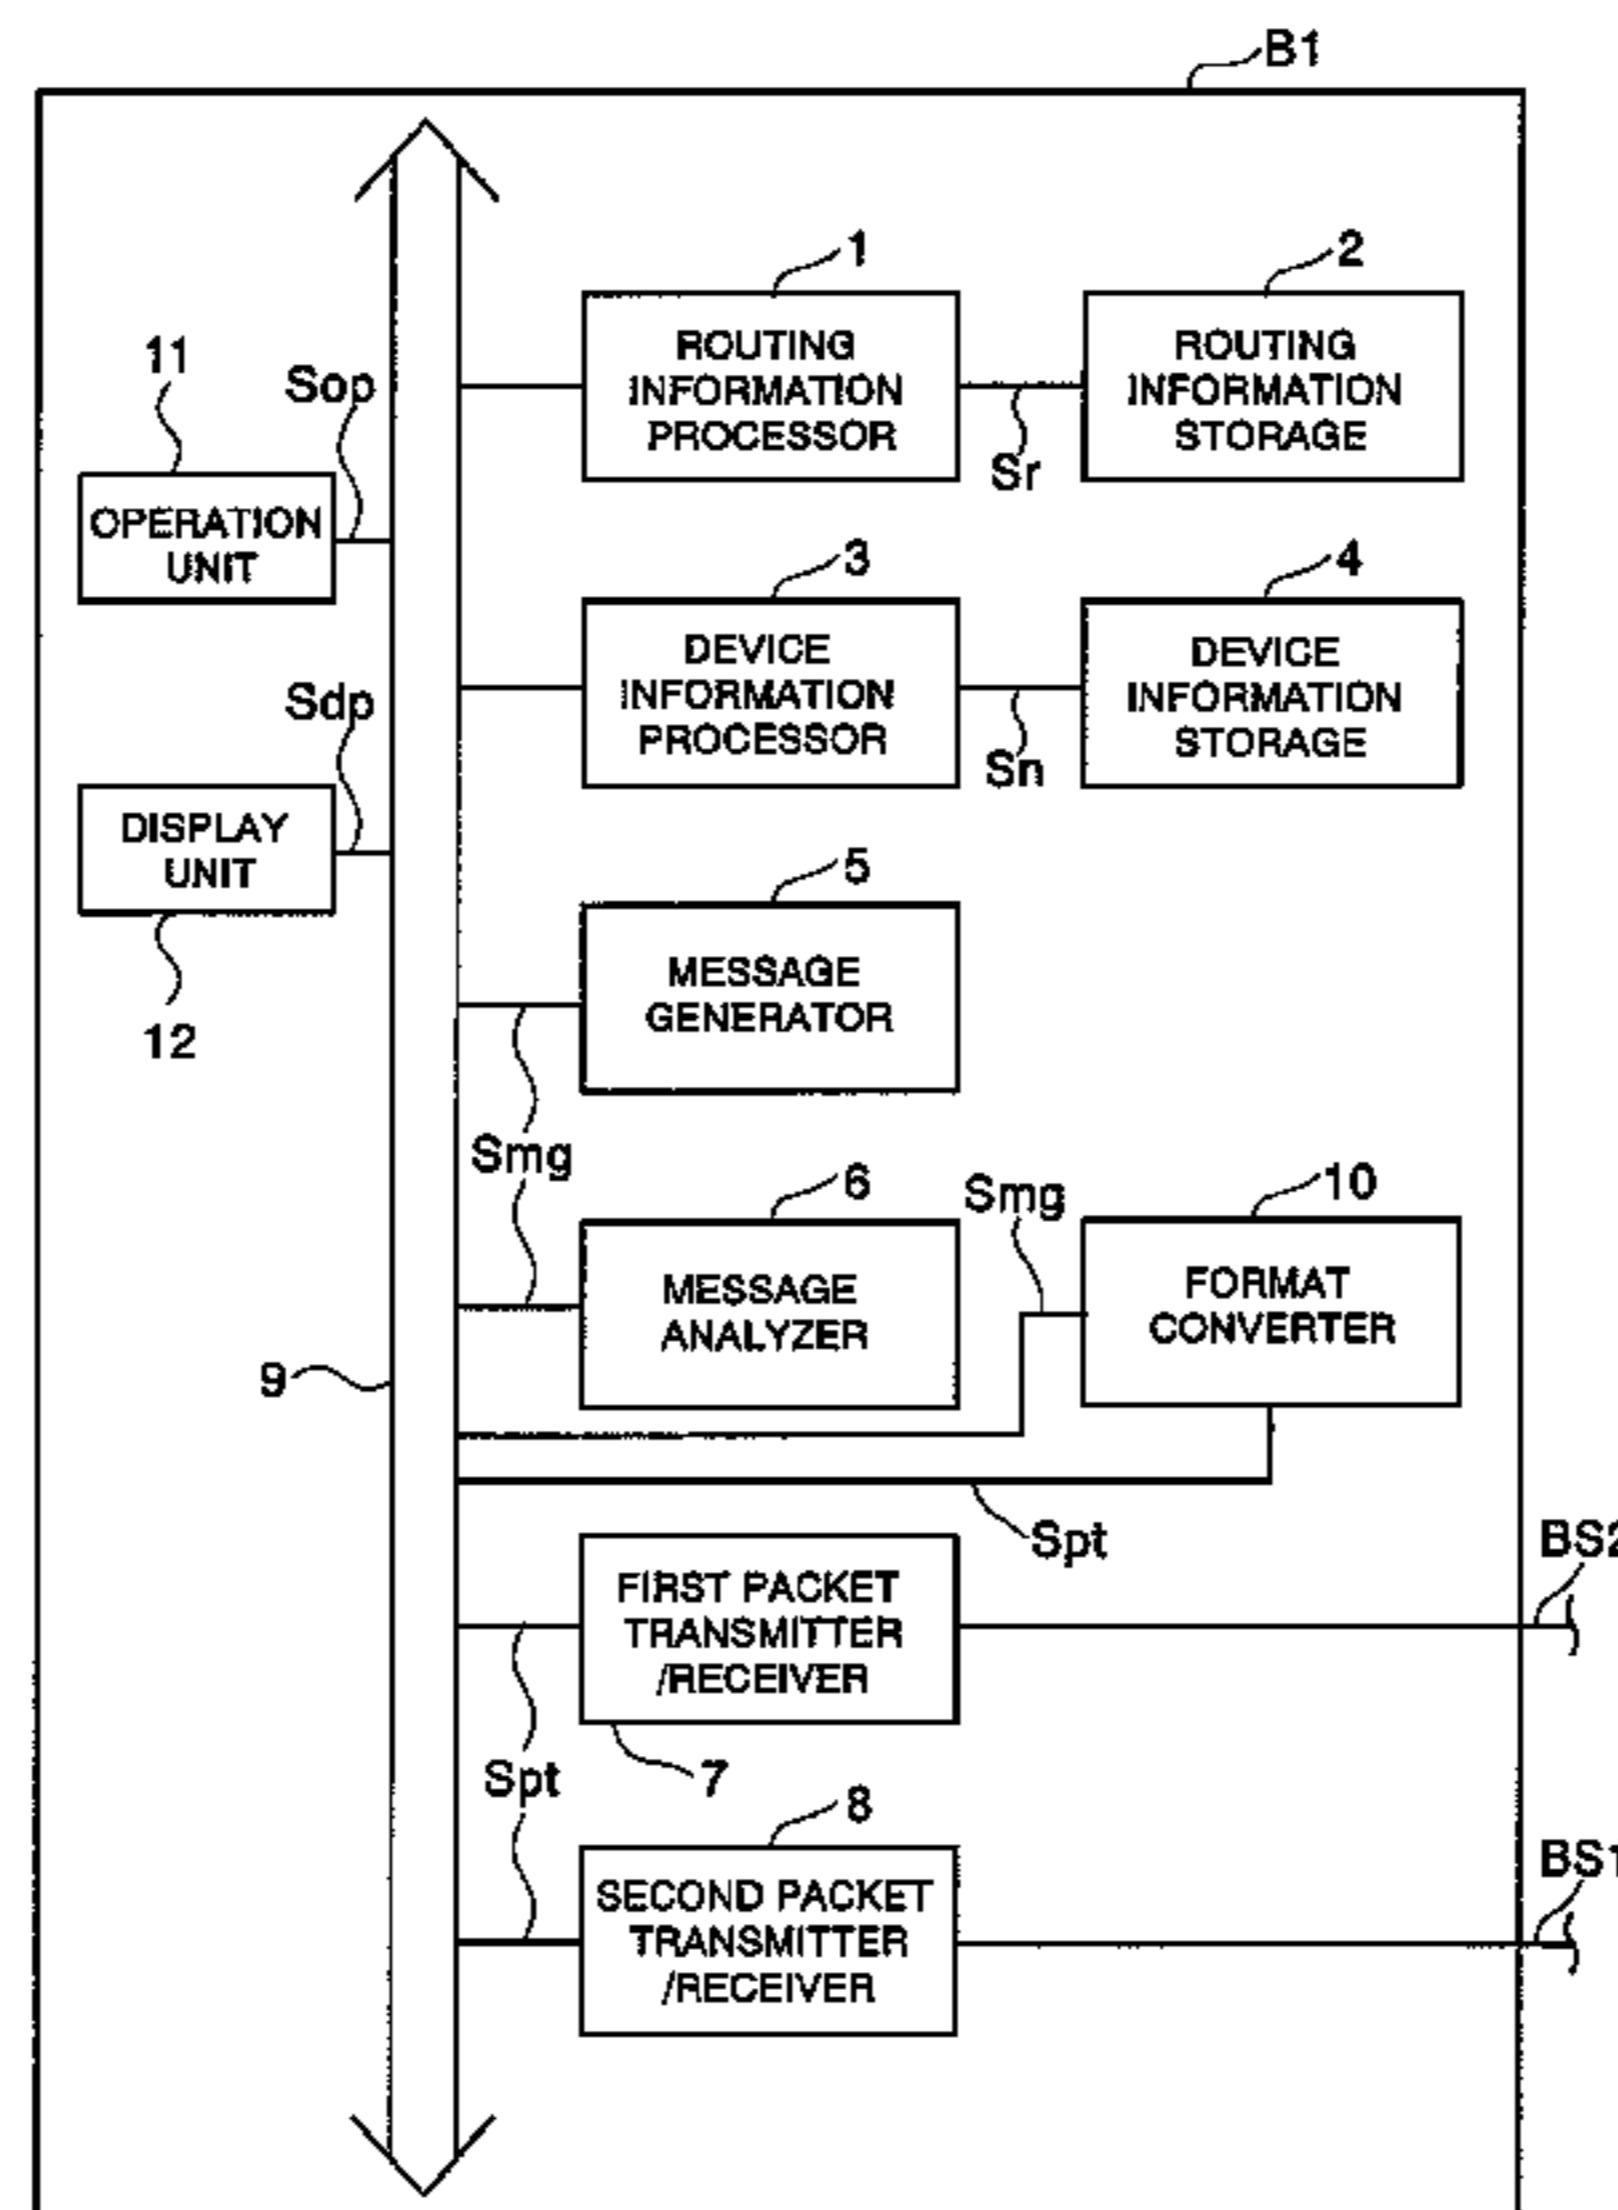 B1
1
2
ROUTING
INFORMATION
PROCESSOR
ROUTING
INFORMATION
STORAGE
Sr
11
Sop
OPERATION
UNIT
3
4
DEVICE
INFORMATION
PROCESSOR
DEVICE
INFORMATION
STORAGE
Sn
Sdp
DISPLAY
UNIT
12
5
MESSAGE
GENERATOR
Smg
6
MESSAGE
ANALYZER
Smg
10
FORMAT
CONVERTER
9
Spt
BS2
FIRST PACKET
TRANSMITTER
/RECEIVER
7
Spt
8
BS1
SECOND PACKET
TRANSMITTER
/RECEIVER